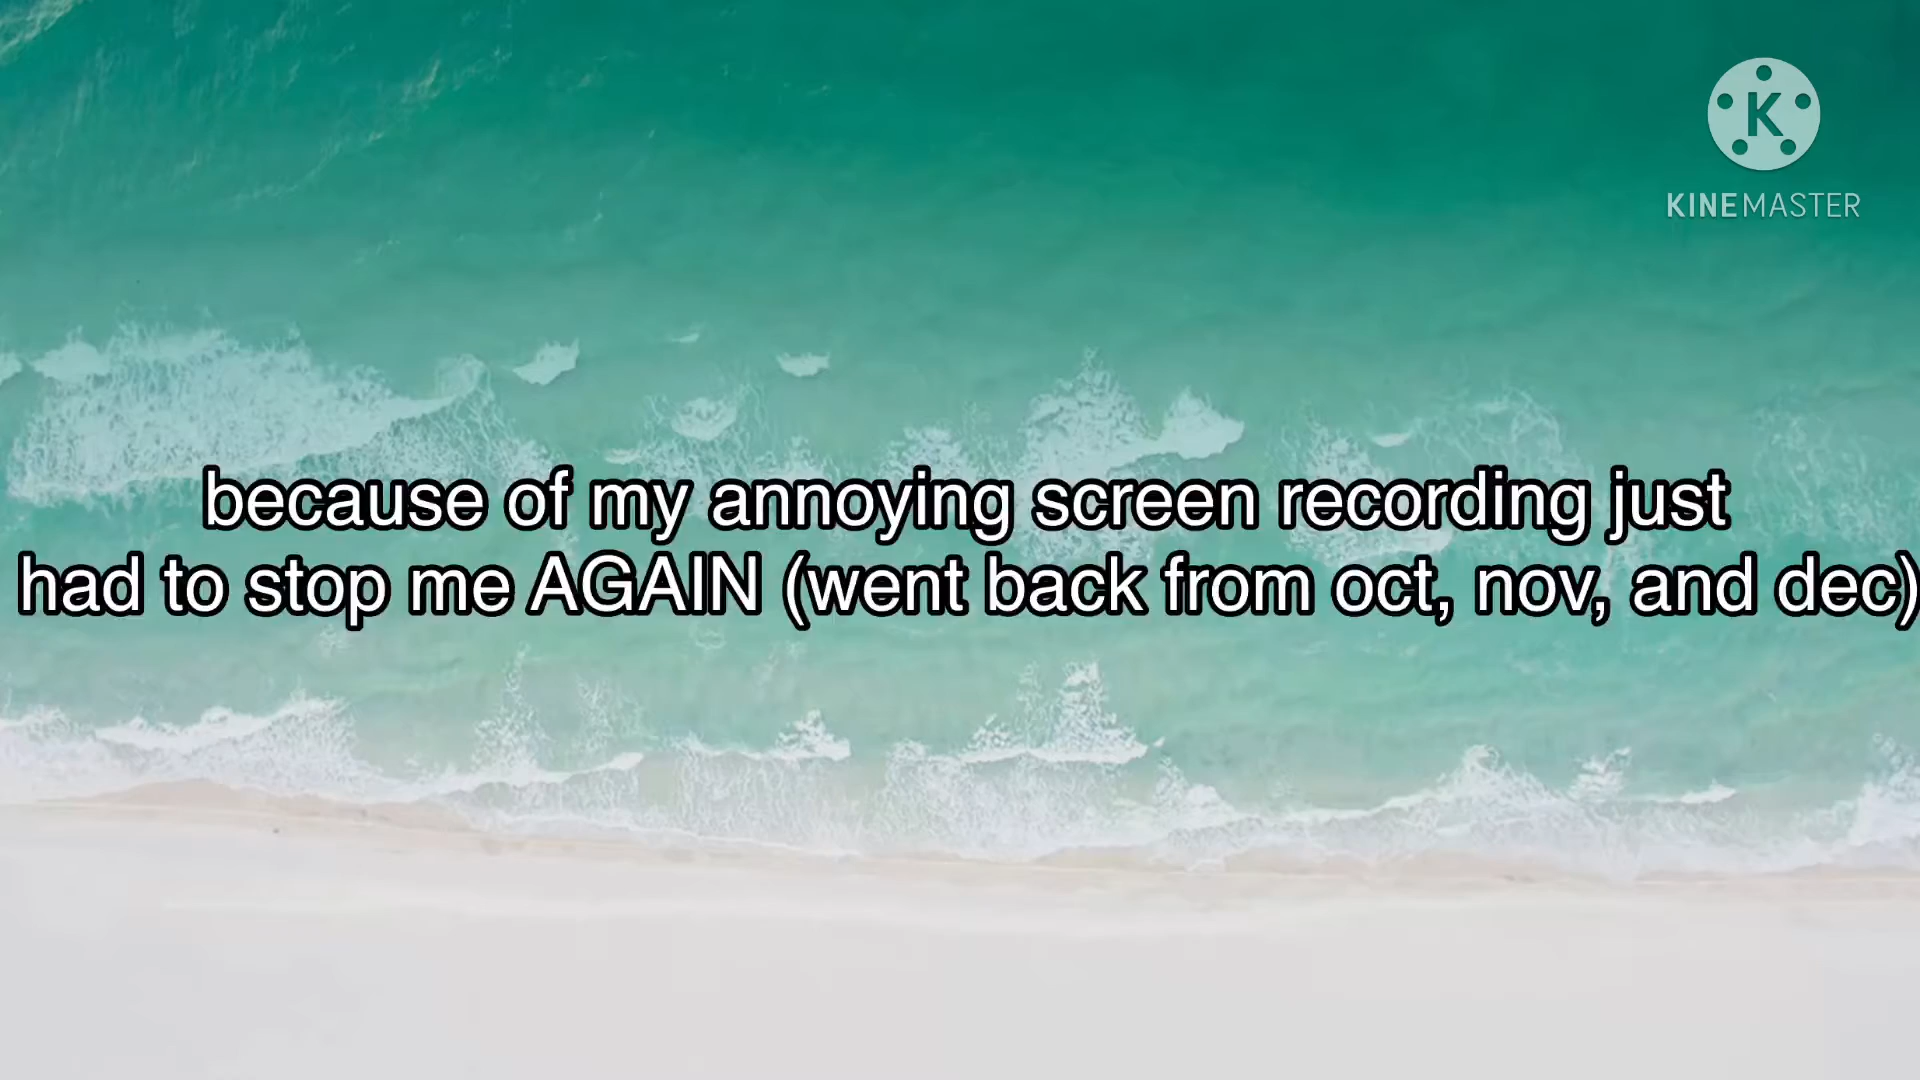 K
KINEMASTER
because of my annoying screen recording just
had to stop me AGAIN (went back from oct, nov, and dec)